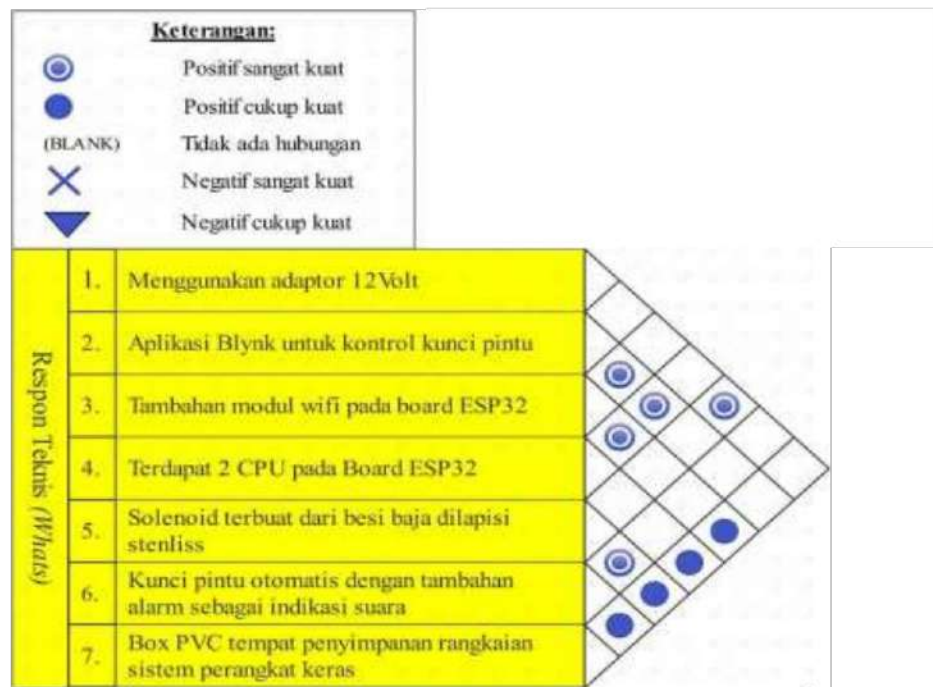 Keterangan:
Positif sangat kuat
Positif cukup kuat
(BLANK) Tidak ada hubungan
Negatif sangat kuat
Negatif cukup kuat
Respon Teknis (Whats)
1. Menggunakan adaptor 12Volt
2. Aplikasi Blynk untuk kontrol kunci pintu
3. Tambahan modul wifi pada board ESP32
4. Terdapat 2 CPU pada Board ESP32
5. Solenoid terbuat dari besi baja dilapisi
stenliss
6. Kunci pintu otomatis dengan tambahan
alarm sebagai indikasi suara
7. Box PVC tempat penyimpanan rangkaian
sistem perangkat keras